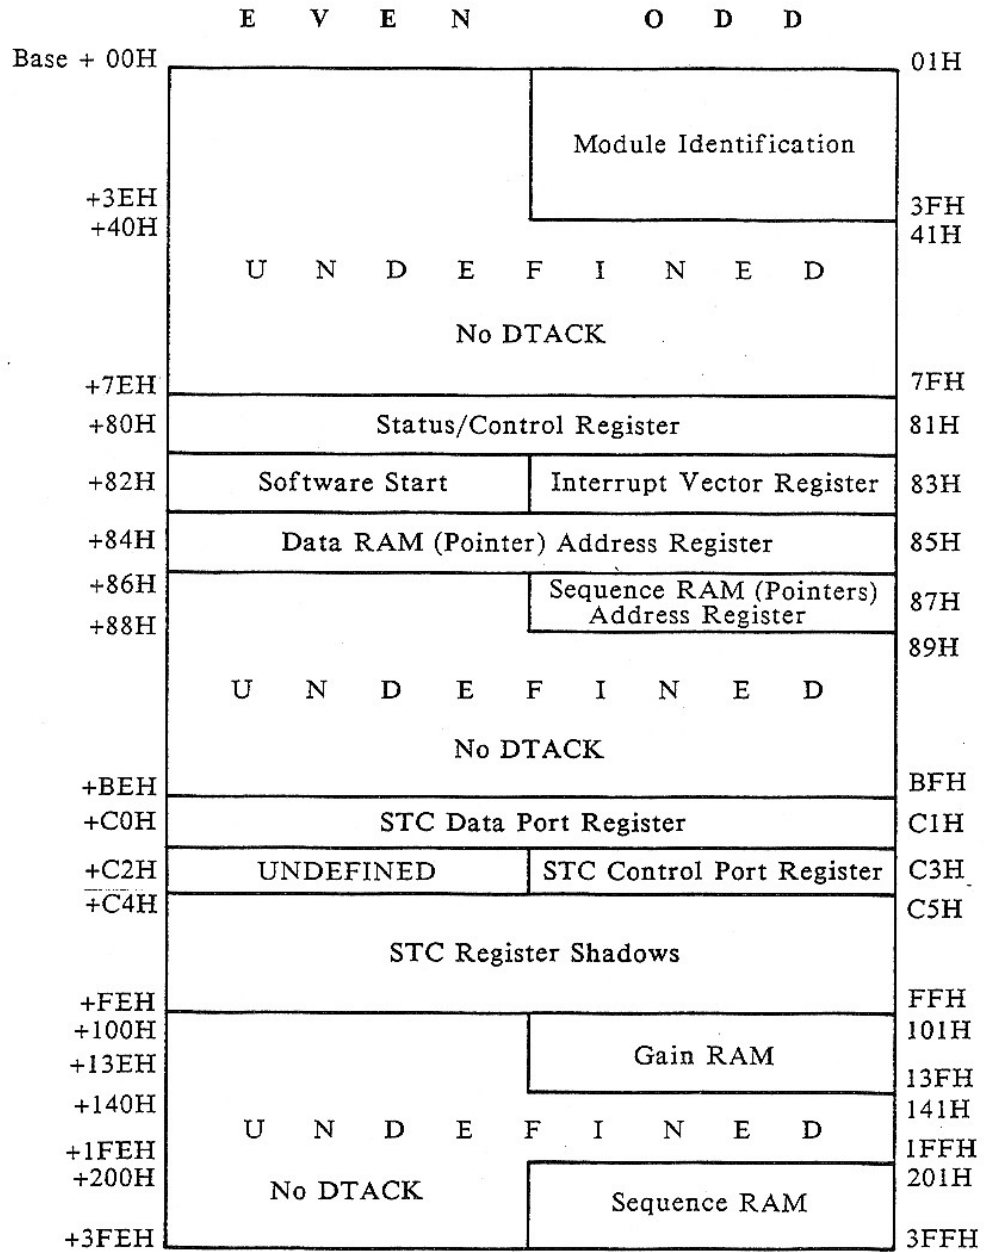 E V E N O D D
Base + 00H 01H
Module Identification
+3EH 3FH
+40H 41H
U N D E F I N E D
No DTACK
+7EH 7FH
+80H Status/Control Register 81H
+82H Software Start Interrupt Vector Register 83H
+84H Data RAM (Pointer) Address Register 85H
+86H Sequence RAM (Pointers) 87H
Address Register
+88H 89H
U N D E F I N E D
No DTACK
+BEH BFH
+C0H STC Data Port Register C1H
+C2H UNDEFINED STC Control Port Register C3H
+C4H C5H
STC Register Shadows
+FEH FFH
+100H 101H
Gain RAM
+13EH 13FH
+140H 141H
U N D E F I N E D
+1FEH 1FFH
+200H 201H
No DTACK Sequence RAM
+3FEH 3FFH